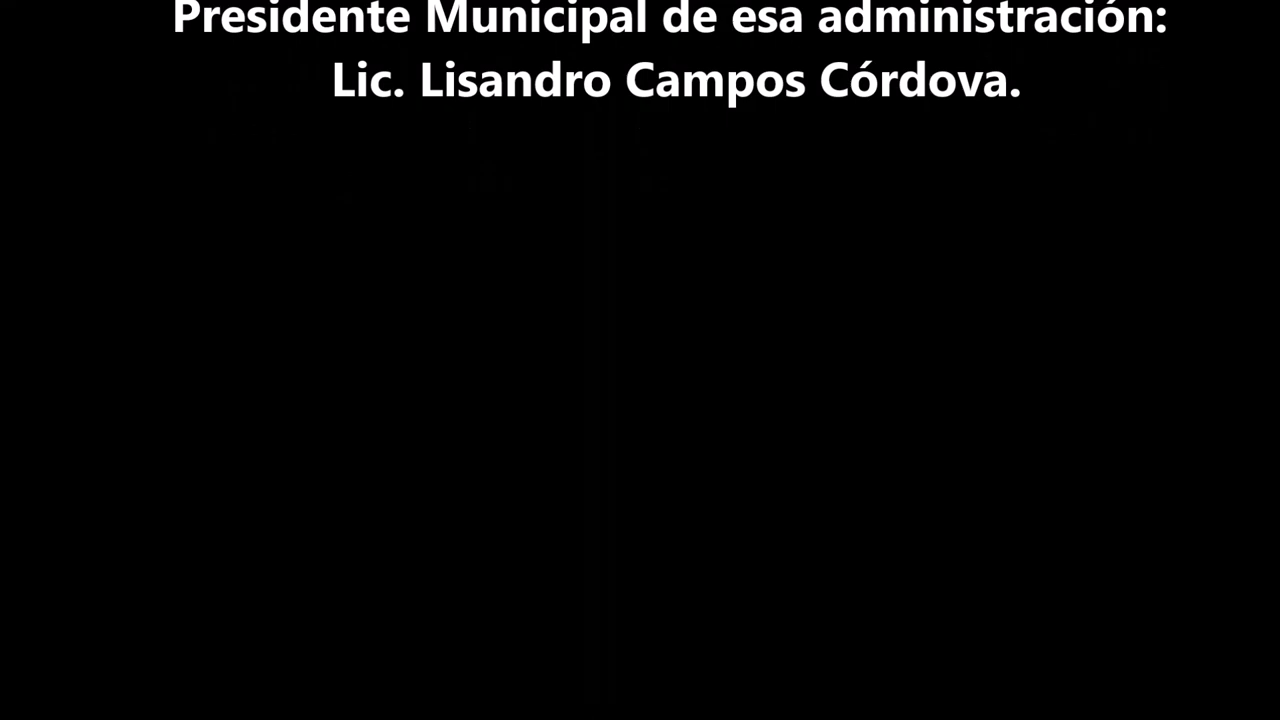 Presidente Municipal de esa administración:
Lic. Lisandro Campos Córdova.